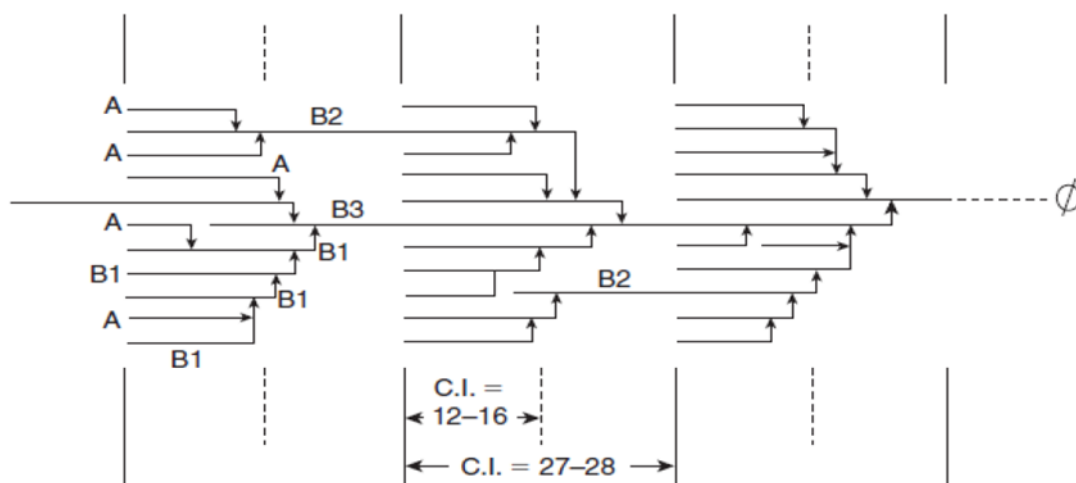 A
B2
A
A
B3
A
B1
B1
B1
A
B1
C.I. =
12–16
B2
C.I. = 27–28
∅